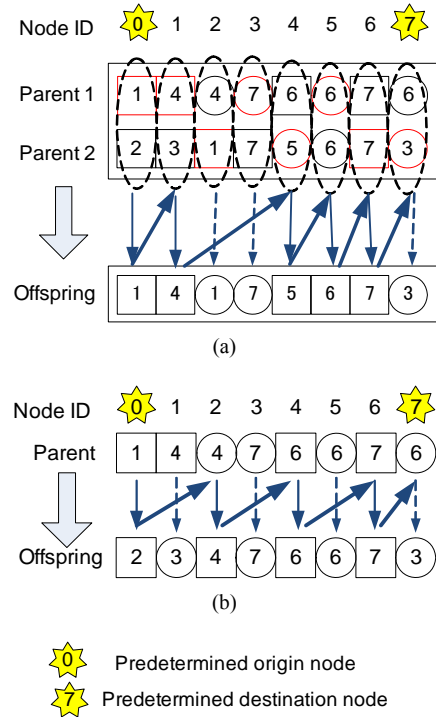 Node ID 0 1 2 3 4 5 6 7
Parent 1 1 4 4 7 6 6 7 6
Parent 2 2 3 1 7 5 6 7 3
Offspring 1 4 1 7 5 6 7 3
(a)
Node ID 0 1 2 3 4 5 6 7
Parent 1 4 4 7 6 6 7 6
Offspring 2 3 4 7 6 6 7 3
(b)
0 Predetermined origin node
7 Predetermined destination node